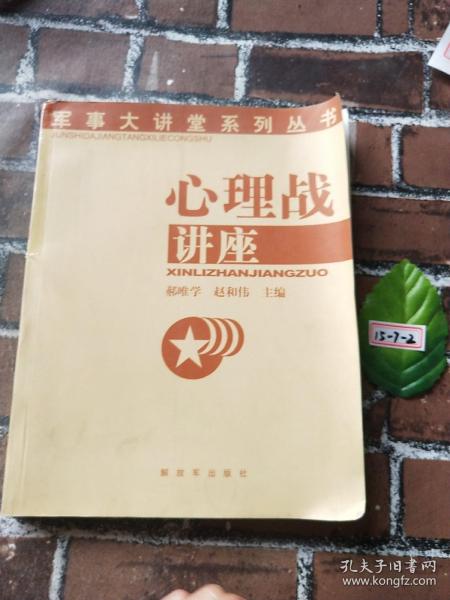 军事大讲堂系列丛书
JUNSHIDAJIANGTANGXILIECONGSHU
心理战
讲座
XINLIZHANJIANGZUO
郝唯学 赵和伟 主编
15-7-2
解放军出版社
孔夫子旧书网
www.kongfz.com